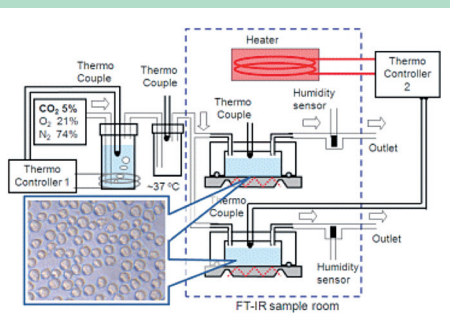 Heater
Thermo
Controller
2
Thermo
Couple
Thermo
Couple
CO₂ 5%
O₂ 21%
N₂ 74%
Thermo
Couple
Humidity
sensor
Outlet
Thermo
Controller 1
~37 ºC
Thermo
Couple
Outlet
Humidity
sensor
FT-IR sample room